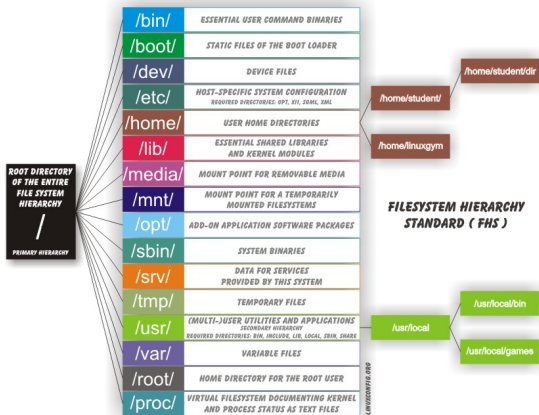 ROOT DIRECTORY
OF THE ENTIRE
FILE SYSTEM
HIERARCHY
/
PRIMARY HIERARCHY
/bin/
ESSENTIAL USER COMMAND BINARIES
/boot/
STATIC FILES OF THE BOOT LOADER
/dev/
DEVICE FILES
/etc/
HOST-SPECIFIC SYSTEM CONFIGURATION
REQUIRED DIRECTORIES: OPT, X11, SGML, XML
/home/
USER HOME DIRECTORIES
/lib/
ESSENTIAL SHARED LIBRARIES
AND KERNEL MODULES
/media/
MOUNT POINT FOR REMOVABLE MEDIA
/mnt/
MOUNT POINT FOR A TEMPORARILY
MOUNTED FILESYSTEMS
/opt/
ADD-ON APPLICATION SOFTWARE PACKAGES
/sbin/
SYSTEM BINARIES
/srv/
DATA FOR SERVICES
PROVIDED BY THIS SYSTEM
/tmp/
TEMPORARY FILES
/usr/
(MULTI-)USER UTILITIES AND APPLICATIONS
SECONDARY HIERARCHY
REQUIRED DIRECTORIES: BIN, INCLUDE, LIB, LOCAL, SBIN, SHARE
/var/
VARIABLE FILES
/root/
HOME DIRECTORY FOR THE ROOT USER
/proc/
VIRTUAL FILESYSTEM DOCUMENTING KERNEL
AND PROCESS STATUS AS TEXT FILES
/home/student/
/home/student/dir
/home/linuxgym
FILESYSTEM HIERARCHY
STANDARD ( FHS )
/usr/local
/usr/local/bin
/usr/local/games
LINUXCONFIG.ORG